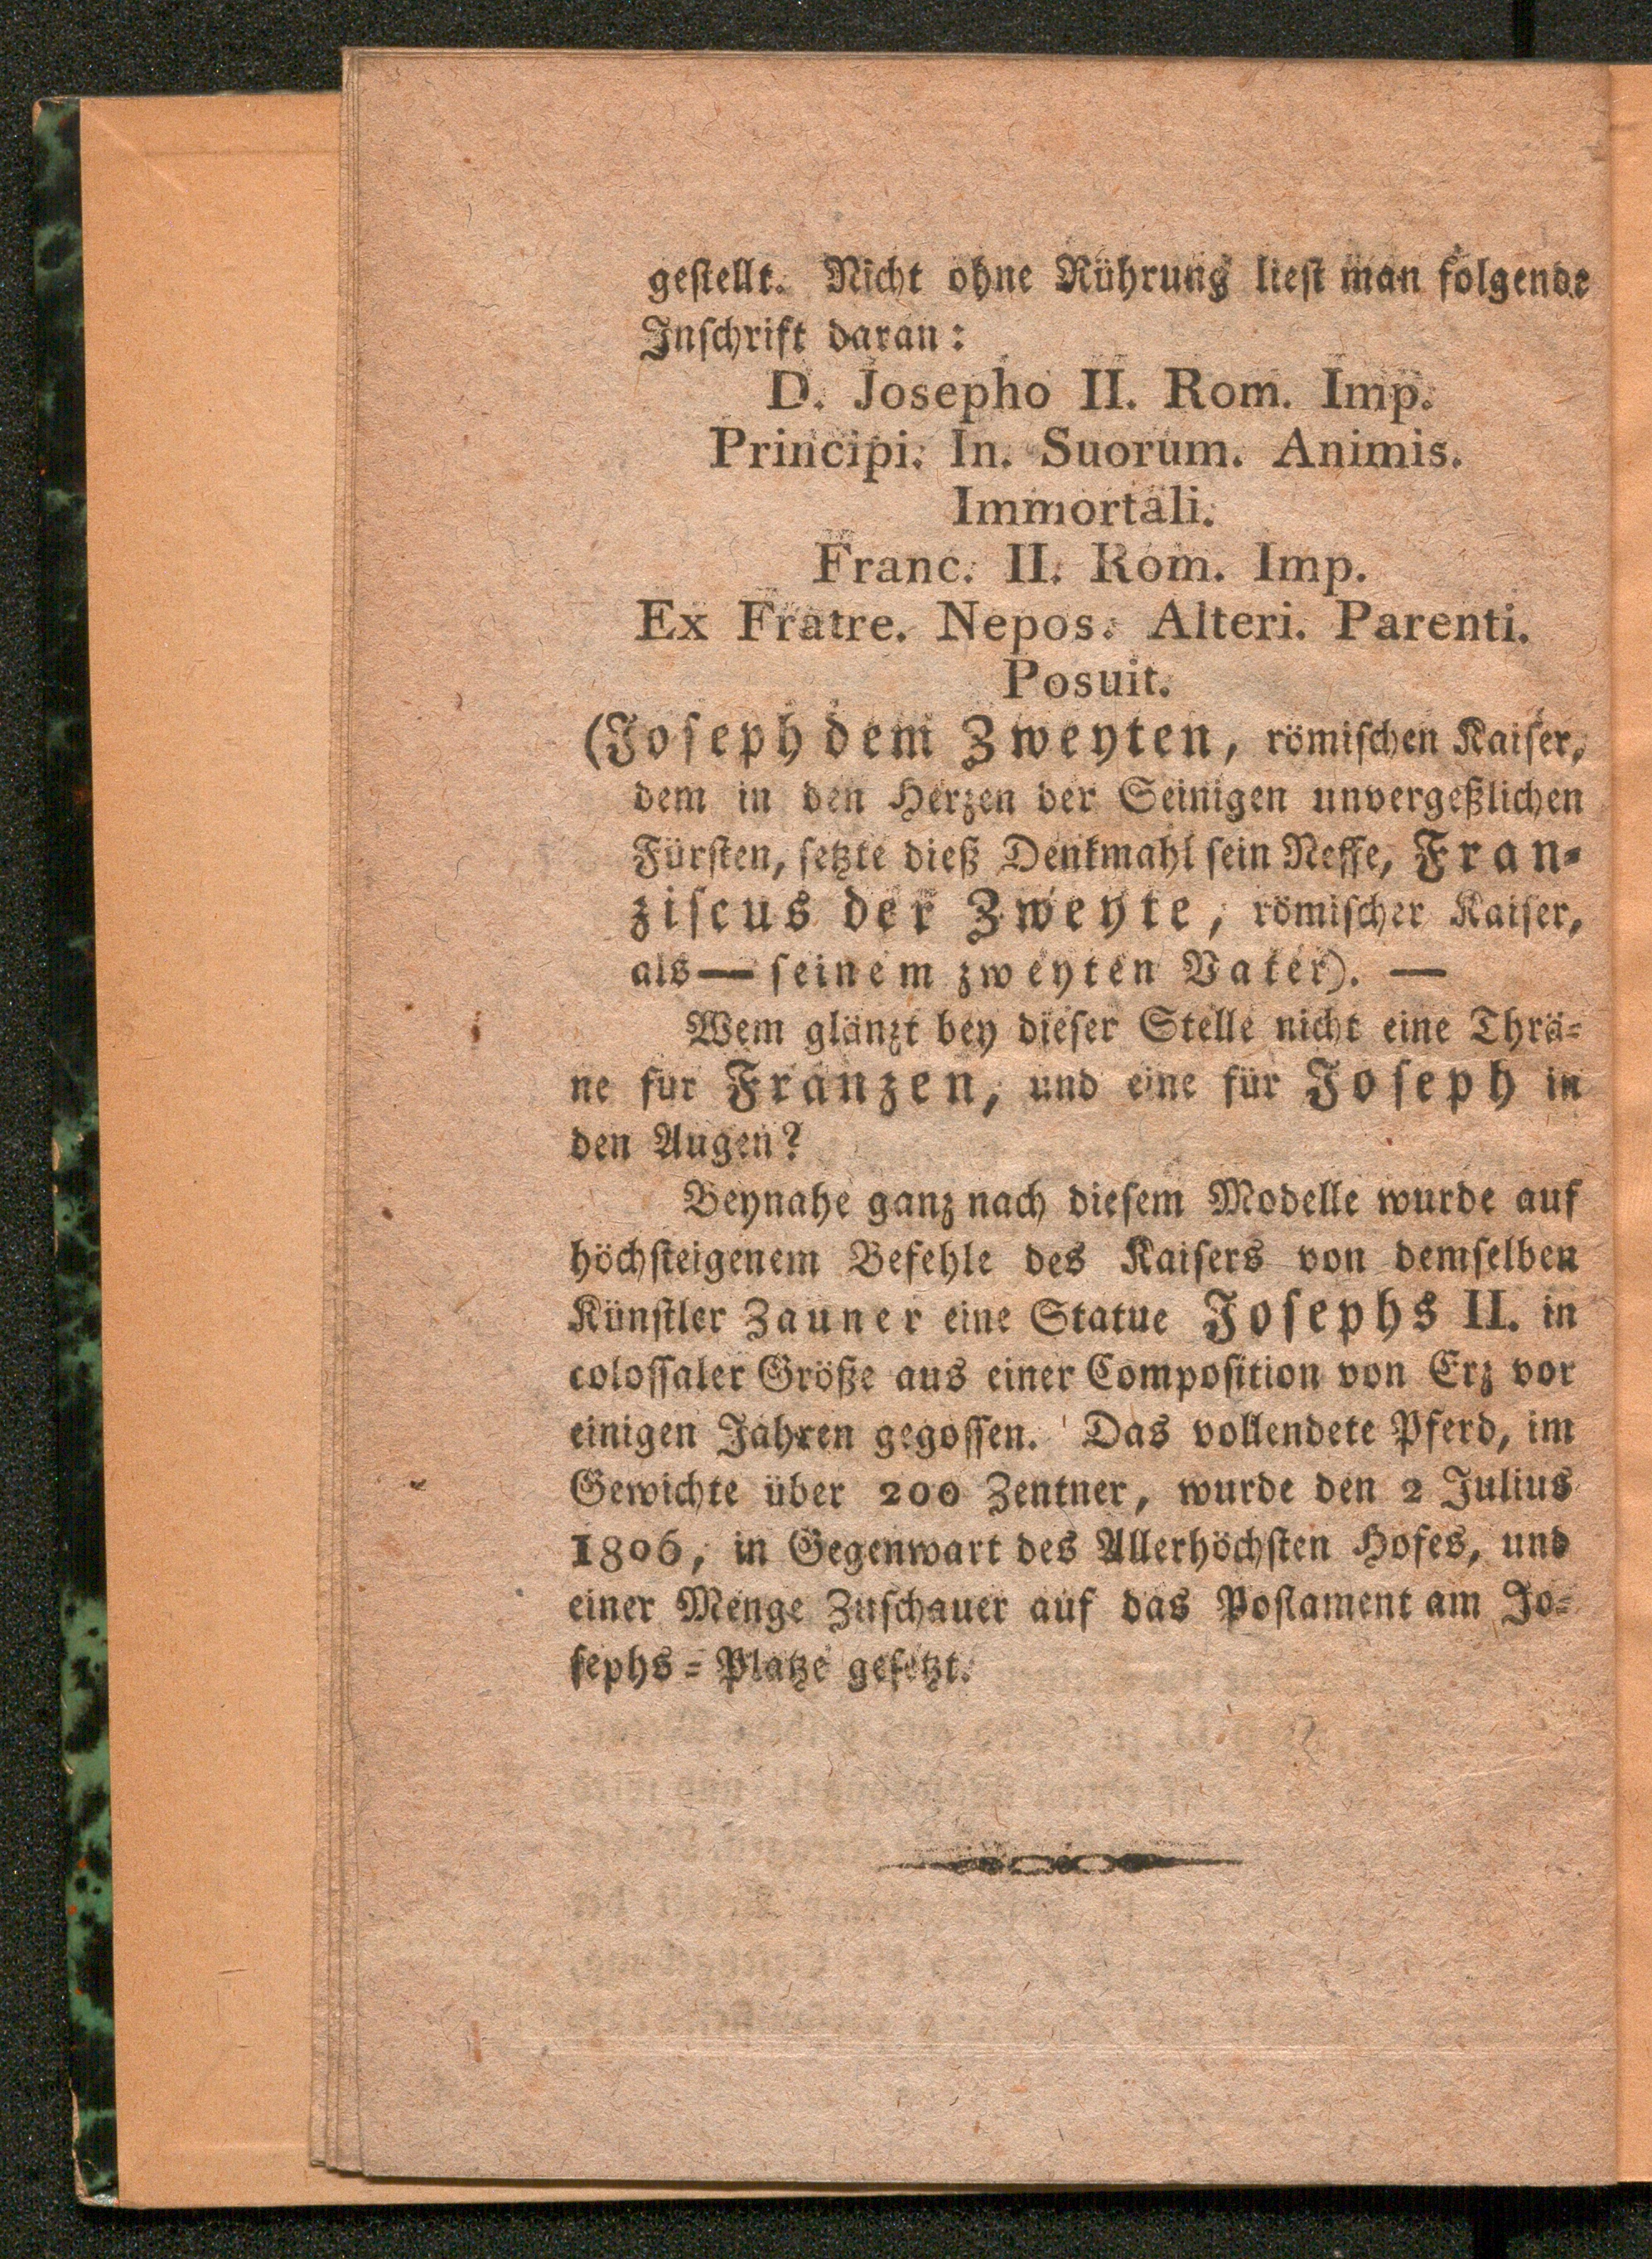 gestellt. Nicht ohne Rührung liest man folgende
Inschrift daran:
D. Josepho II. Rom. Imp.
Principi. In. Suorum. Animis.
Immortali.
Franc. II. Rom. Imp.
Ex Fratre. Nepos. Alteri. Parenti.
Posuit.
(Joseph dem Zweyten, römischen Kaiser,
dem in den Herzen der Seinigen unvergeßlichen
Fürsten, setzte dieß Denkmahl sein Neffe, Fran-
ziscus der Zweyte, römischer Kaiser,
als — seinem zweyten Vater). —
Wem glänzt bey dieser Stelle nicht eine Thrä-
ne für Franzen, und eine für Joseph in
den Augen?
Beynahe ganz nach diesem Modelle wurde auf
höchsteigenem Befehle des Kaisers von demselben
Künstler Zauner eine Statue Josephs II. in
colossaler Größe aus einer Composition von Erz vor
einigen Jahren gegossen. Das vollendete Pferd, im
Gewichte über 200 Zentner, wurde den 2 Julius
1806, in Gegenwart des Allerhöchsten Hofes, und
einer Menge Zuschauer auf das Postament am Jo-
sephs-Platze gesetzt.